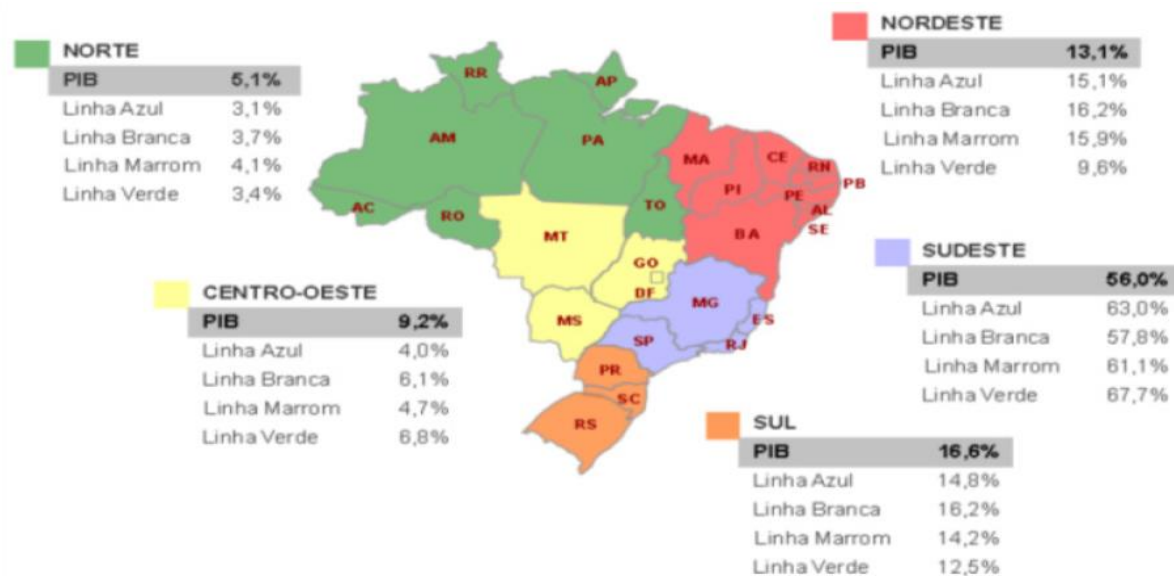 NORTE
PIB 5,1%
Linha Azul 3,1%
Linha Branca 3,7%
Linha Marrom 4,1%
Linha Verde 3,4%
NORDESTE
PIB 13,1%
Linha Azul 15,1%
Linha Branca 16,2%
Linha Marrom 15,9%
Linha Verde 9,6%
RR
AP
AM
PA
MA
CE
RN
PI
PE
PB
AL
SE
AC
RO
TO
BA
MT
GO
DF
MG
ES
MS
SP
RJ
PR
SC
RS
CENTRO-OESTE
PIB 9,2%
Linha Azul 4,0%
Linha Branca 6,1%
Linha Marrom 4,7%
Linha Verde 6,8%
SUDESTE
PIB 56,0%
Linha Azul 63,0%
Linha Branca 57,8%
Linha Marrom 61,1%
Linha Verde 67,7%
SUL
PIB 16,6%
Linha Azul 14,8%
Linha Branca 16,2%
Linha Marrom 14,2%
Linha Verde 12,5%